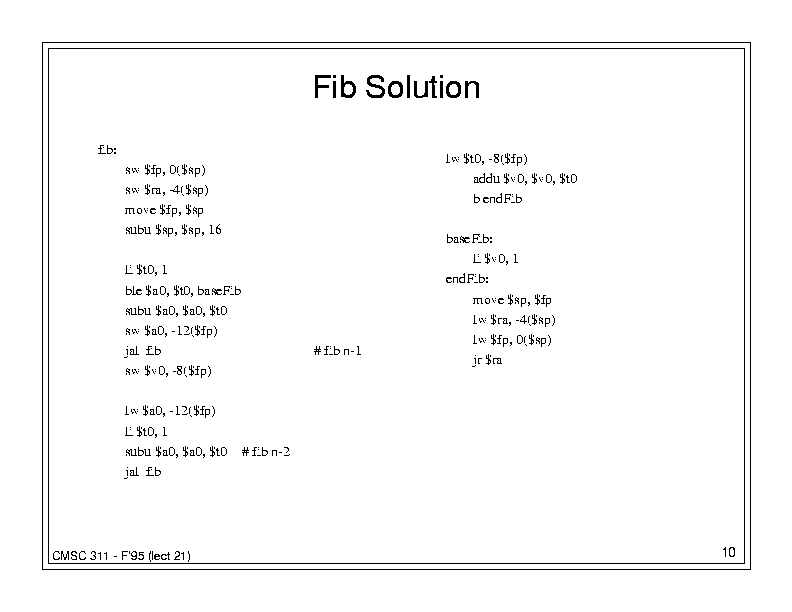 Fib Solution
fib:
sw $fp, 0($sp)
sw $ra, -4($sp)
move $fp, $sp
subu $sp, $sp, 16
li $t0, 1
ble $a0, $t0, baseFib
subu $a0, $a0, $t0
sw $a0, -12($fp)
jal fib # fib n-1
sw $v0, -8($fp)
lw $a0, -12($fp)
li $t0, 1
subu $a0, $a0, $t0 # fib n-2
jal fib
lw $t0, -8($fp)
addu $v0, $v0, $t0
b endFib
baseFib:
li $v0, 1
endFib:
move $sp, $fp
lw $ra, -4($sp)
lw $fp, 0($sp)
jr $ra
CMSC 311 - F'95 (lect 21)
10